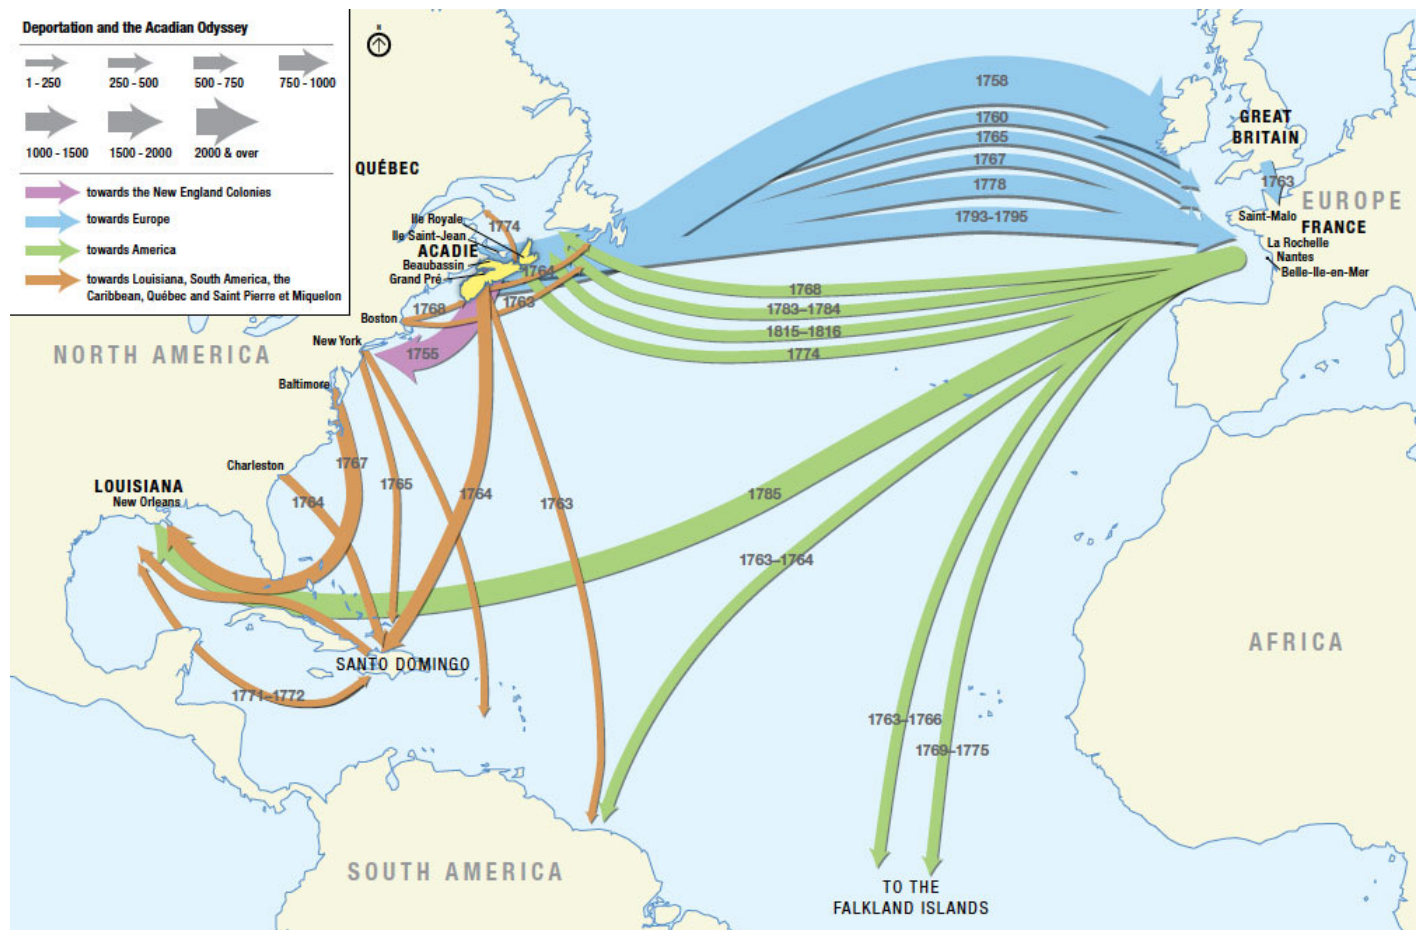 Deportation and the Acadian Odyssey
1 - 250
250 - 500
500 - 750
750 - 1000
1000 - 1500
1500 - 2000
2000 & over
towards the New England Colonies
towards Europe
towards America
towards Louisiana, South America, the
Caribbean, Québec and Saint Pierre et Miquelon
N
1758
1760
1765
1767
1778
1793-1795
GREAT
BRITAIN
1763
EUROPE
Saint-Malo
FRANCE
La Rochelle
Nantes
Belle-Ile-en-Mer
QUÉBEC
Ile Royale
1774
Ile Saint-Jean
ACADIE
Beaubassin
Grand Pré
1764
1768
1763
Boston
New York
1755
NORTH AMERICA
Baltimore
1768
1783–1784
1815–1816
1774
Charleston
1767
1765
1764
1763
1764
LOUISIANA
New Orleans
1785
1763–1764
AFRICA
SANTO DOMINGO
1771–1772
1763–1766
1769–1775
SOUTH AMERICA
TO THE
FALKLAND ISLANDS